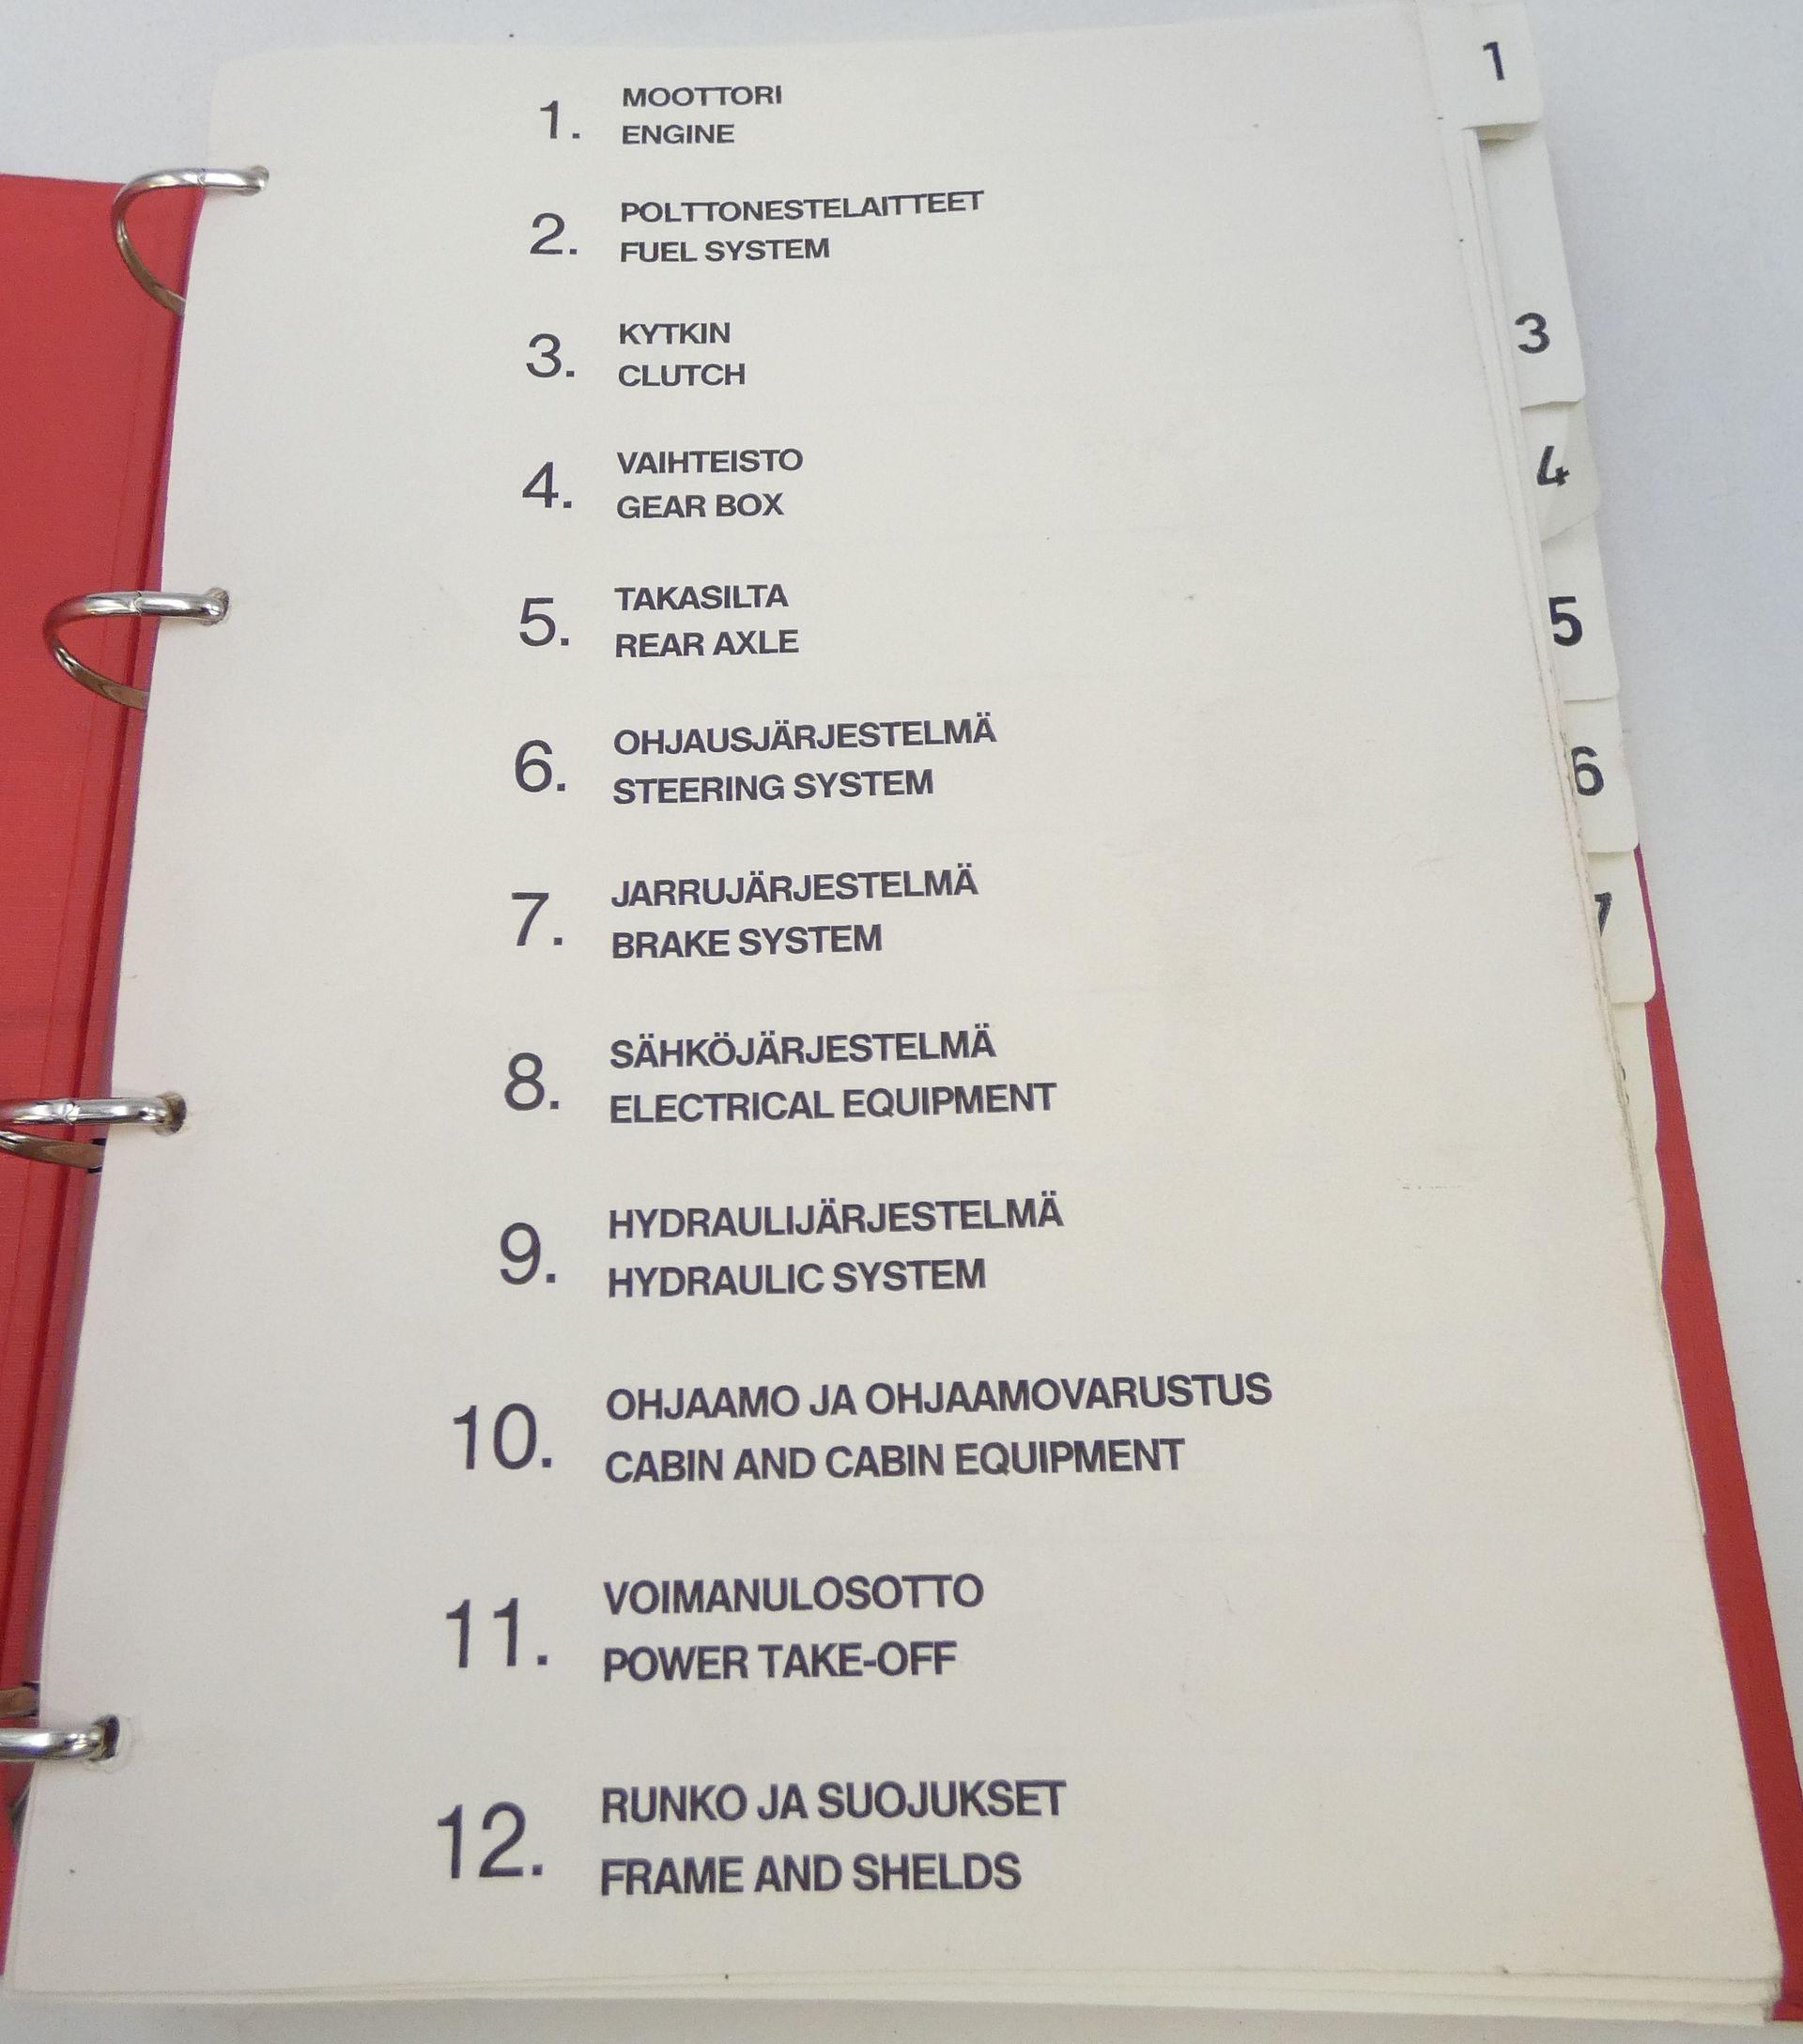 1. MOOTTORI
ENGINE
2. POLTTONESTELAITTEET
FUEL SYSTEM
3. KYTKIN
CLUTCH
4. VAIHTEISTO
GEAR BOX
5. TAKASILTA
REAR AXLE
6. OHJAUSJÄRJESTELMÄ
STEERING SYSTEM
7. JARRUJÄRJESTELMÄ
BRAKE SYSTEM
8. SÄHKÖJÄRJESTELMÄ
ELECTRICAL EQUIPMENT
9. HYDRAULIJÄRJESTELMÄ
HYDRAULIC SYSTEM
10. OHJAAMO JA OHJAAMOVARUSTUS
CABIN AND CABIN EQUIPMENT
11. VOIMANULOSOTTO
POWER TAKE-OFF
12. RUNKO JA SUOJUKSET
FRAME AND SHELDS
1
3
4
5
6
7